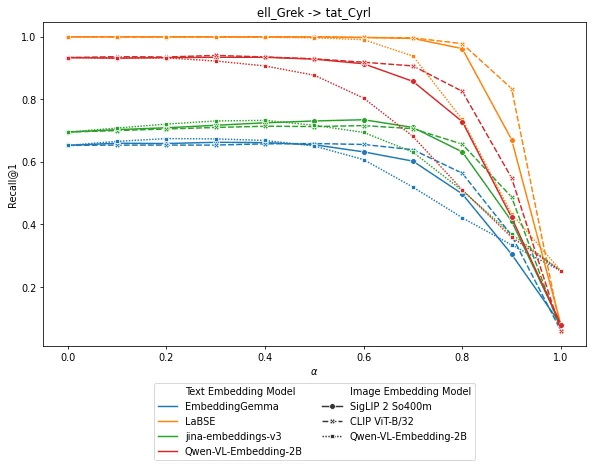 ell_Grek -> tat_Cyrl
Recall@1
1.0
0.8
0.6
0.4
0.2
0.0 0.2 0.4 0.6 0.8 1.0
α
Text Embedding Model Image Embedding Model
EmbeddingGemma SigLIP 2 So400m
LaBSE CLIP ViT-B/32
jina-embeddings-v3 Qwen-VL-Embedding-2B
Qwen-VL-Embedding-2B